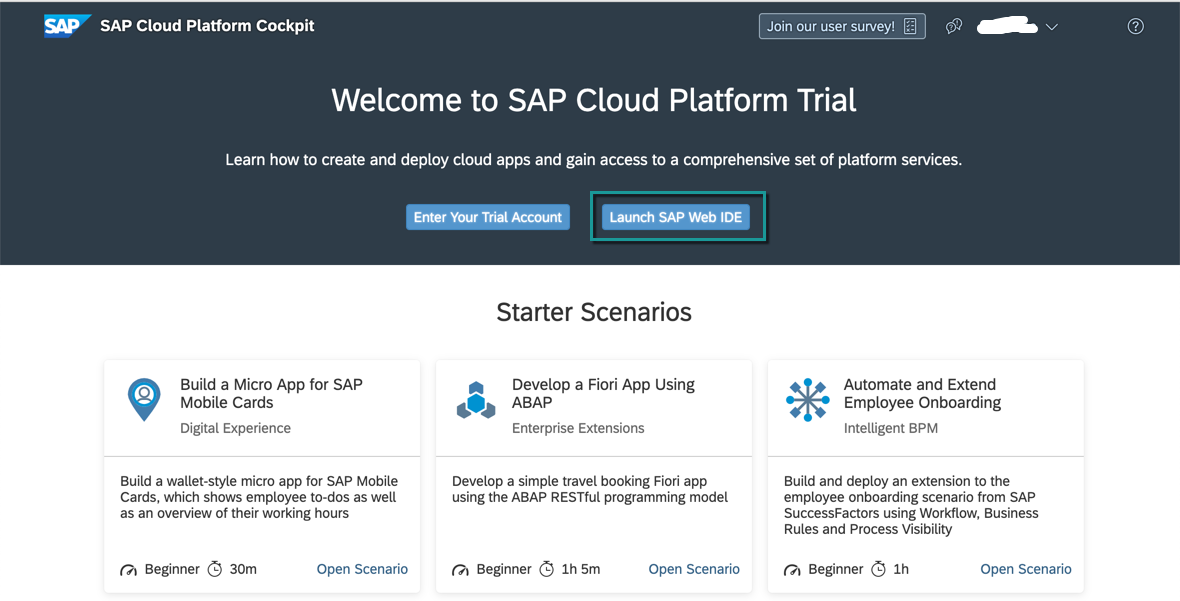 SAP SAP Cloud Platform Cockpit
Join our user survey!
Welcome to SAP Cloud Platform Trial
Learn how to create and deploy cloud apps and gain access to a comprehensive set of platform services.
Enter Your Trial Account
Launch SAP Web IDE
Starter Scenarios
Build a Micro App for SAP
Mobile Cards
Digital Experience
Build a wallet-style micro app for SAP Mobile
Cards, which shows employee to-dos as well
as an overview of their working hours
Beginner 30m Open Scenario
Develop a Fiori App Using
ABAP
Enterprise Extensions
Develop a simple travel booking Fiori app
using the ABAP RESTful programming model
Beginner 1h 5m Open Scenario
Automate and Extend
Employee Onboarding
Intelligent BPM
Build and deploy an extension to the
employee onboarding scenario from SAP
SuccessFactors using Workflow, Business
Rules and Process Visibility
Beginner 1h Open Scenario